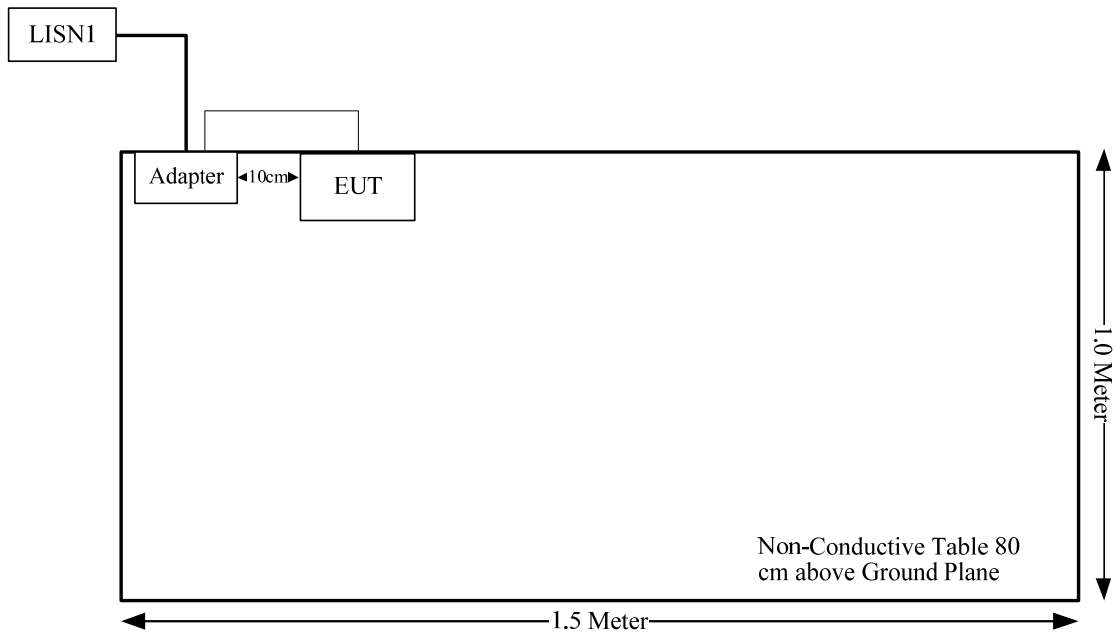 LISN1
Adapter
10cm
EUT
1.0 Meter
Non-Conductive Table 80
cm above Ground Plane
1.5 Meter